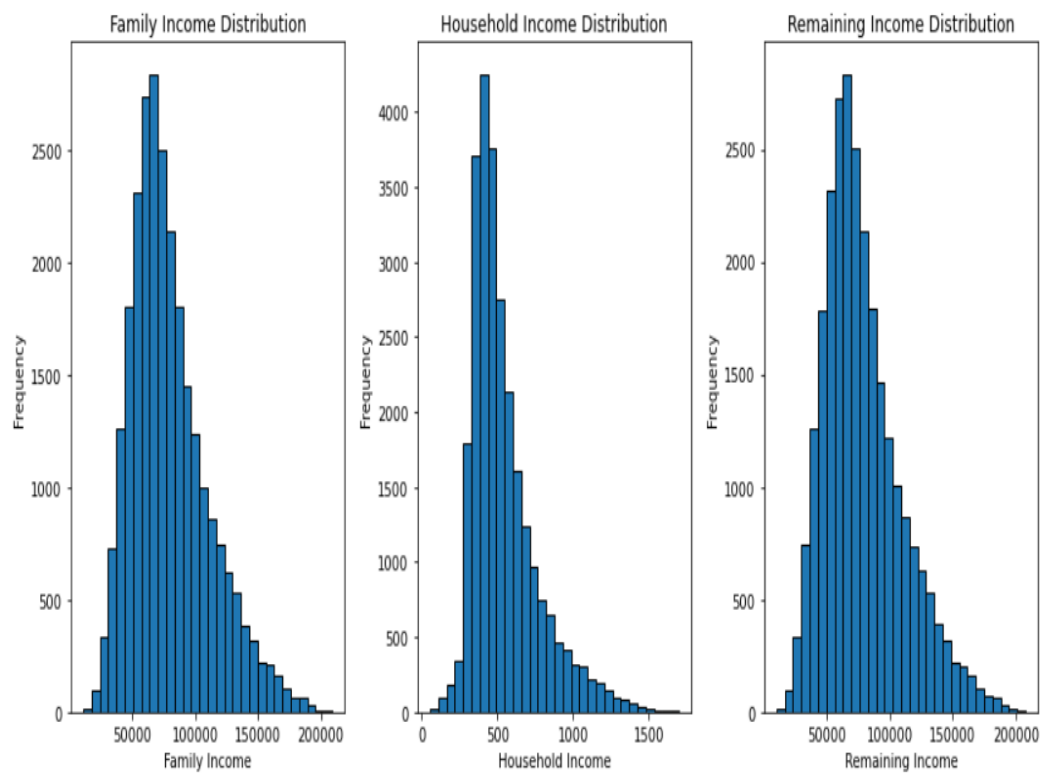 Family Income Distribution
Frequency
2500
2000
1500
1000
500
0
50000 100000 150000 200000
Family Income
Household Income Distribution
Frequency
4000
3500
3000
2500
2000
1500
1000
500
0
0 500 1000 1500
Household Income
Remaining Income Distribution
Frequency
2500
2000
1500
1000
500
0
50000 100000 150000 200000
Remaining Income